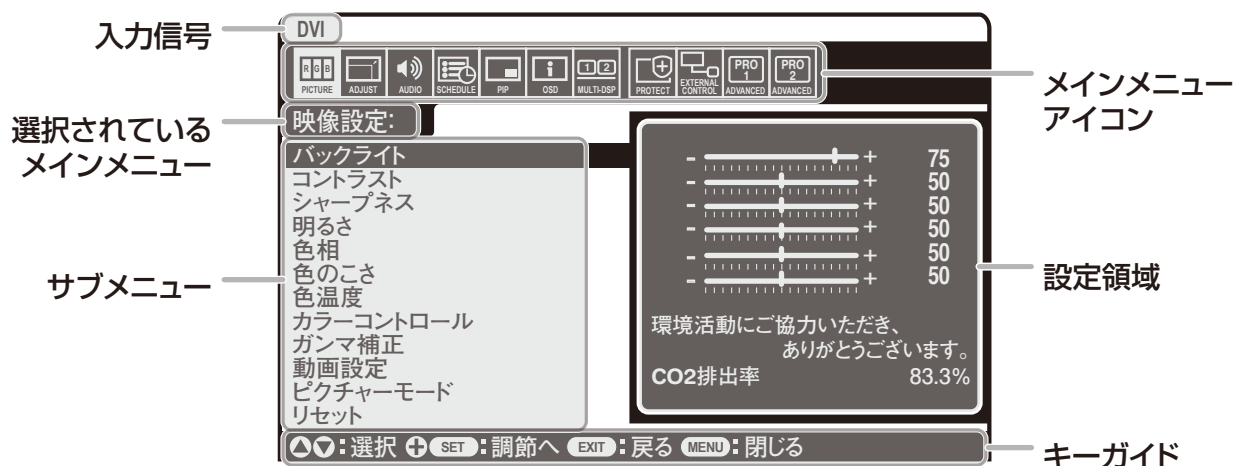 入力信号
DVI
RGB
PICTURE
ADJUST
AUDIO
SCHEDULE
PIP
i
OSD
1 2
MULTI-DSP
PROTECT
EXTERNAL
CONTROL
PRO
1
ADVANCED
PRO
2
ADVANCED
メインメニュー
アイコン
選択されている
メインメニュー
映像設定:
サブメニュー
バックライト
コントラスト
シャープネス
明るさ
色相
色のこさ
色温度
カラーコントロール
ガンマ補正
動画設定
ピクチャーモード
リセット
- + 75
- + 50
- + 50
- + 50
- + 50
- + 50
環境活動にご協力いただき、
ありがとうございます。
CO2排出率 83.3%
設定領域
:選択 SET:調節へ EXIT:戻る MENU:閉じる
キーガイド